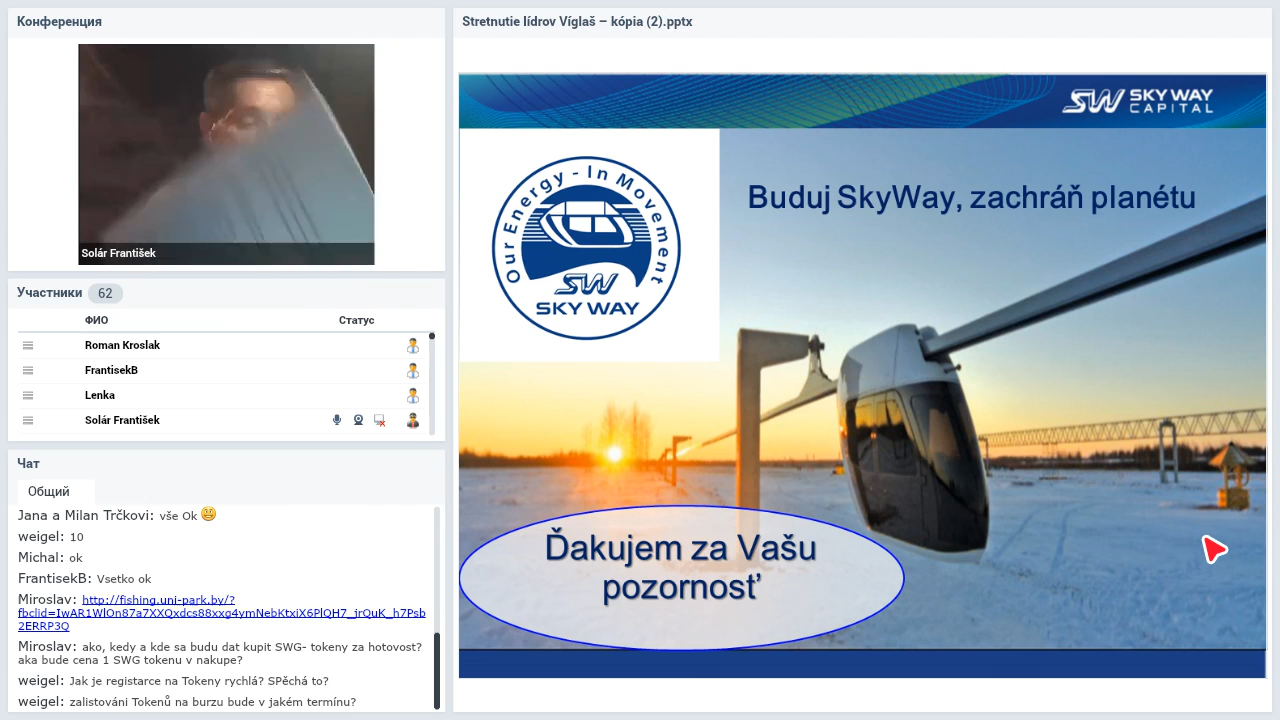 Конференция
Solár František
Участники 62
ФИО Статус
Roman Kroslak
FrantisekB
Lenka
Solár František
Чат
Общий
Jana a Milan Trčkovi: vše Ok
weigel: 10
Michal: ok
FrantisekB: Vsetko ok
Miroslav: http://fishing.uni-park.by/?
fbclid=IwAR1WlOn87a7XXQxdcs88xxg4ymNebKtxiX6PlQH7_jrQuK_h7Psb
2ERRP3Q
Miroslav: ako, kedy a kde sa budu dat kupit SWG- tokeny za hotovost?
aka bude cena 1 SWG tokenu v nakupe?
weigel: Jak je registarce na Tokeny rychlá? SPěchá to?
weigel: zalistováni Tokenů na burzu bude v jakém termínu?
Stretnutie lídrov Víglaš – kópia (2).pptx
SW SKY WAY
CAPITAL
Our Energy - In Movement
SW
SKY WAY
Buduj SkyWay, zachráň planétu
Ďakujem za Vašu
pozornosť